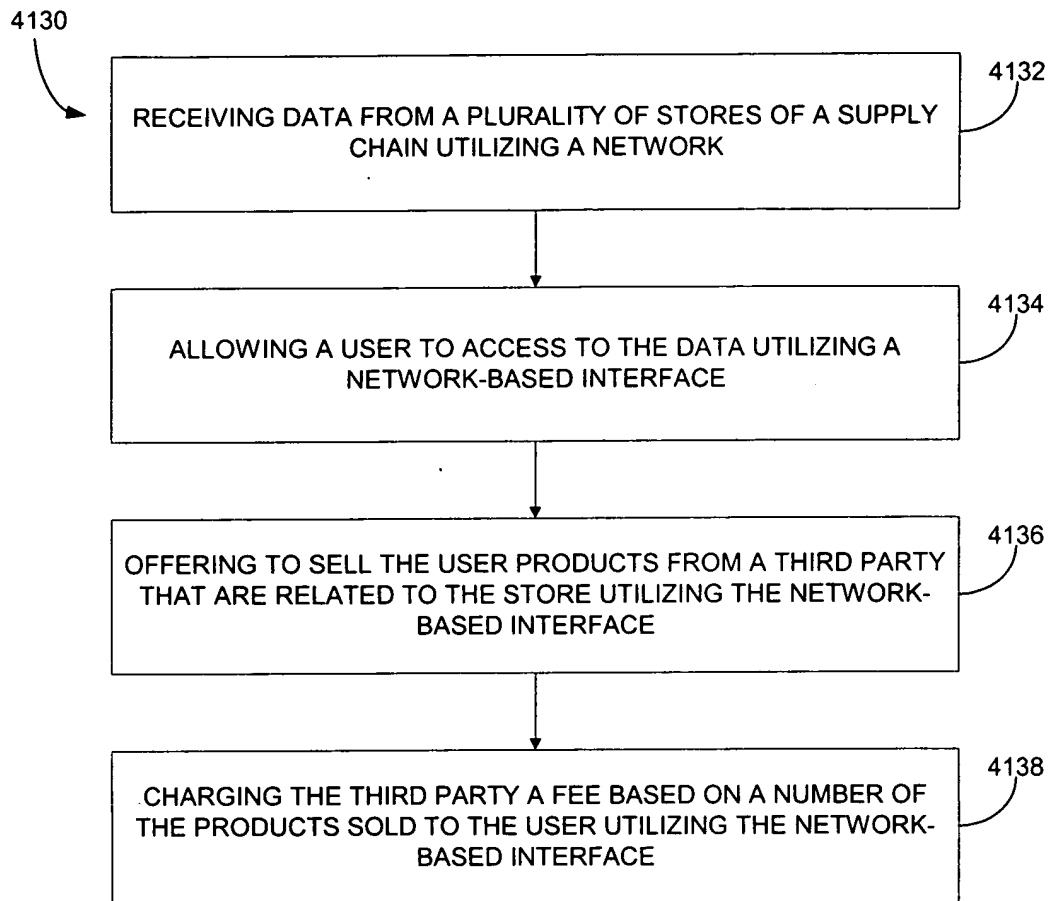 4130
4132
RECEIVING DATA FROM A PLURALITY OF STORES OF A SUPPLY
CHAIN UTILIZING A NETWORK
4134
ALLOWING A USER TO ACCESS TO THE DATA UTILIZING A
NETWORK-BASED INTERFACE
4136
OFFERING TO SELL THE USER PRODUCTS FROM A THIRD PARTY
THAT ARE RELATED TO THE STORE UTILIZING THE NETWORK-
BASED INTERFACE
4138
CHARGING THE THIRD PARTY A FEE BASED ON A NUMBER OF
THE PRODUCTS SOLD TO THE USER UTILIZING THE NETWORK-
BASED INTERFACE